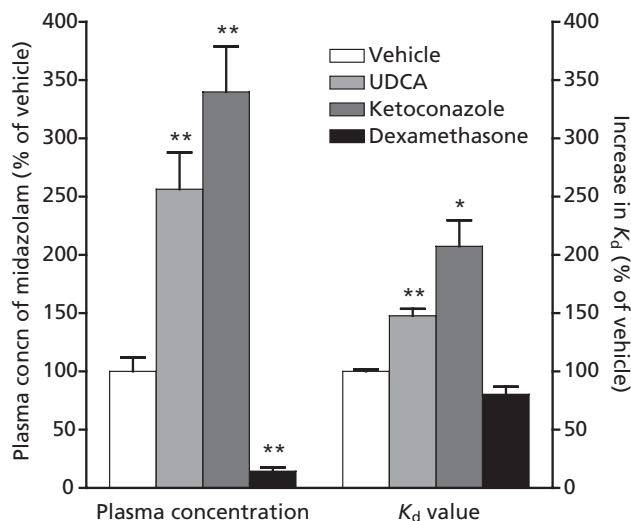 400
350
300
250
200
150
100
50
0
Plasma concn of midazolam (% of vehicle)
**
**
**
**
**
*
Vehicle
UDCA
Ketoconazole
Dexamethasone
400
350
300
250
200
150
100
50
0
Increase in Kd (% of
vehicle)
Plasma concentration
Kd value